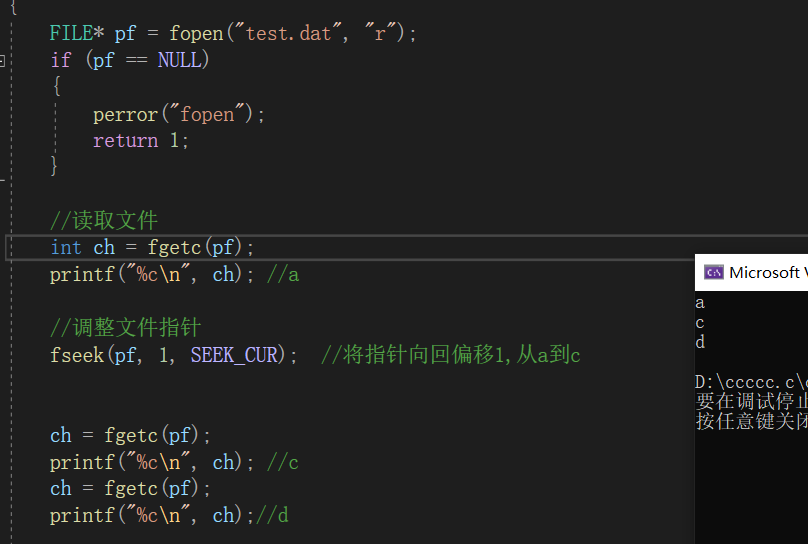 {
FILE* pf = fopen("test.dat", "r");
if (pf == NULL)
{
perror("fopen");
return 1;
}
//读取文件
int ch = fgetc(pf);
printf("%c\n", ch); //a
//调整文件指针
fseek(pf, 1, SEEK_CUR);  //将指针向回偏移1,从a到c
ch = fgetc(pf);
printf("%c\n", ch); //c
ch = fgetc(pf);
printf("%c\n", ch);//d
Microsoft V
a
c
d
D:\ccccc.c\c
要在调试停止
按任意键关闭